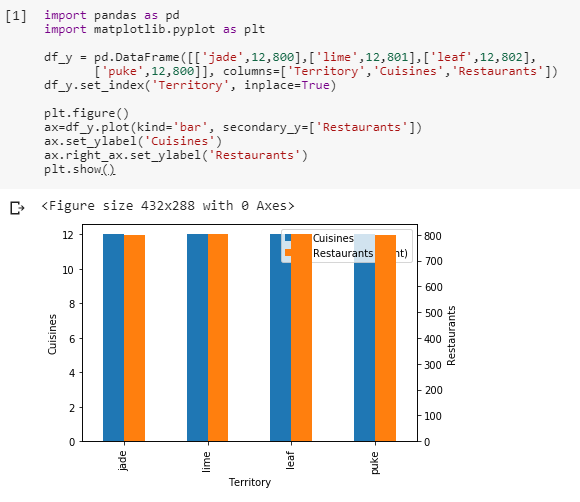 [1] import pandas as pd
import matplotlib.pyplot as plt
df_y = pd.DataFrame([['jade',12,800],['lime',12,801],['leaf',12,802],
['puke',12,800]], columns=['Territory','Cuisines','Restaurants'])
df_y.set_index('Territory', inplace=True)
plt.figure()
ax=df_y.plot(kind='bar', secondary_y=['Restaurants'])
ax.set_ylabel('Cuisines')
ax.right_ax.set_ylabel('Restaurants')
plt.show()
<Figure size 432x288 with 0 Axes>
Cuisines
12
10
8
6
4
2
0
Cuisines
Restaurants ht)
800
700
600
500
400
300
200
100
0
Restaurants
jade
lime
leaf
puke
Territory